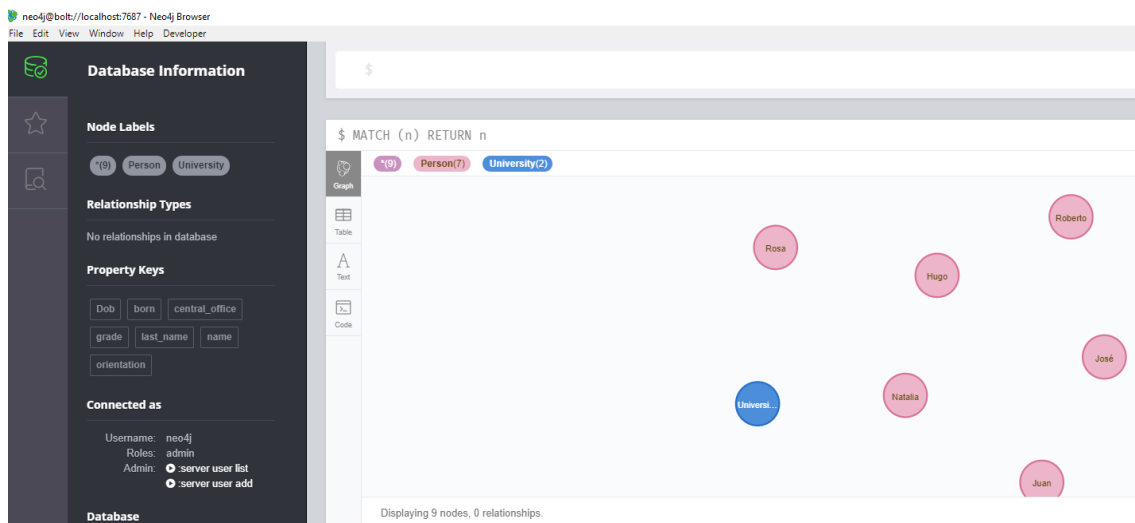 neo4j@bolt://localhost:7687 - Neo4j Browser
File Edit View Window Help Developer
Database Information
$
Node Labels
*(9) Person University
Relationship Types
No relationships in database
Property Keys
Dob born central_office
grade last_name name
orientation
Connected as
Username: neo4j
Roles: admin
Admin: :server user list
:server user add
Database
$ MATCH (n) RETURN n
*(9) Person(7) University(2)
Graph
Table
Text
Code
Roberto
Rosa
Hugo
José
Natalia
Universi...
Juan
Displaying 9 nodes, 0 relationships.